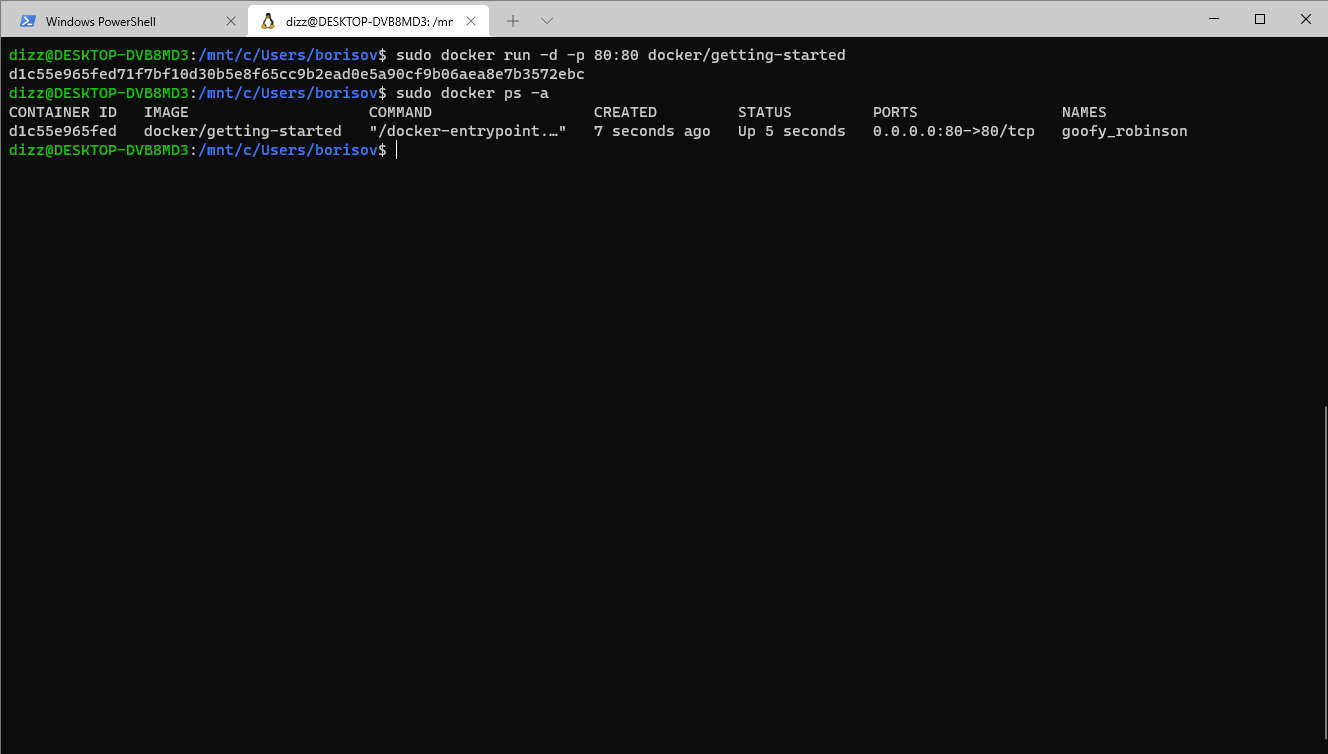 Windows PowerShell
dizz@DESKTOP-DVB8MD3: /mn
dizz@DESKTOP-DVB8MD3:/mnt/c/Users/borisov$ sudo docker run -d -p 80:80 docker/getting-started
d1c55e965fed71f7bf10d30b5e8f65cc9b2ead0e5a90cf9b06aea8e7b3572ebc
dizz@DESKTOP-DVB8MD3:/mnt/c/Users/borisov$ sudo docker ps -a
CONTAINER ID   IMAGE                    COMMAND                  CREATED         STATUS         PORTS                NAMES
d1c55e965fed   docker/getting-started   "/docker-entrypoint.…"   7 seconds ago   Up 5 seconds   0.0.0.0:80->80/tcp   goofy_robinson
dizz@DESKTOP-DVB8MD3:/mnt/c/Users/borisov$